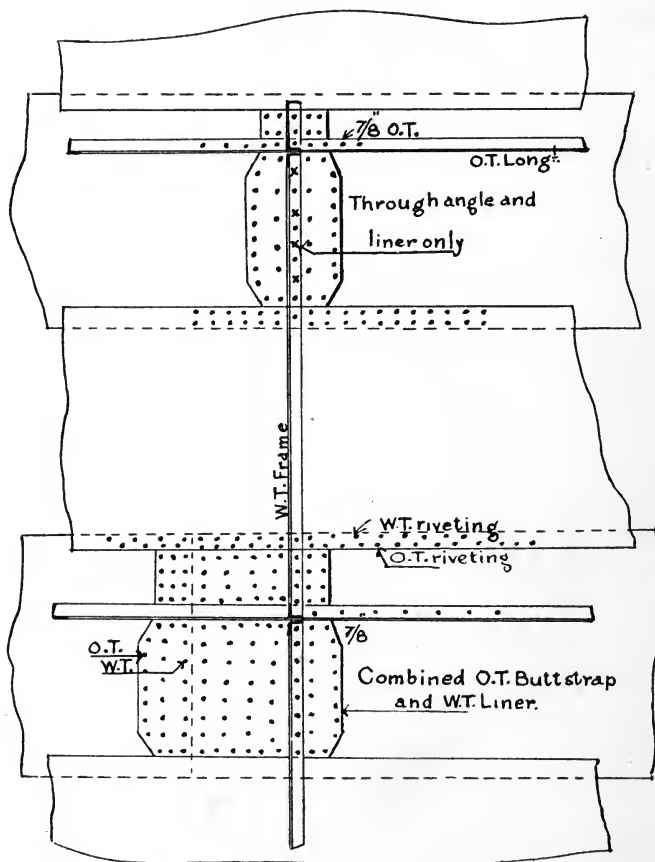 7/8" O.T.
O.T. Long'l
Through angle and
liner only
W.T. Frame
W.T. riveting
O.T. riveting
7/8
O.T.
W.T.
Combined O.T. Buttstrap
and W.T. Liner.